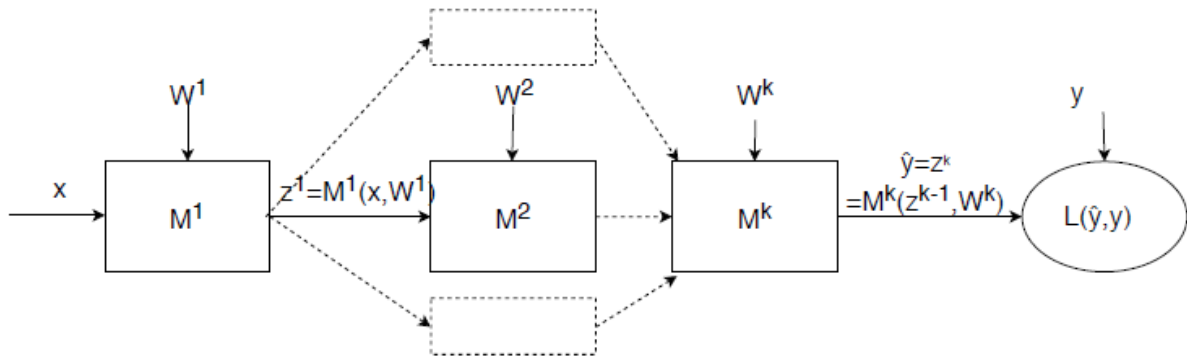 W¹ W² Wᵏ y
x M¹ z¹=M¹(x,W¹) M² Mᵏ ŷ=zᵏ
=Mᵏ(zᵏ⁻¹,Wᵏ) L(ŷ,y)